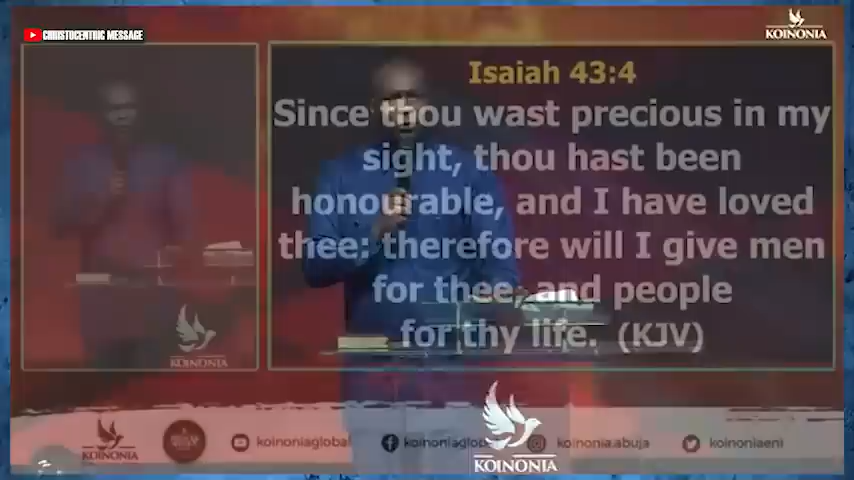 CHRISTOCENTRIC MESSAGE
KOINONIA
Isaiah 43:4
Since thou wast precious in my
sight, thou hast been
honourable, and I have loved
thee: therefore will I give men
for thee, and people
for thy life. (KJV)
KOINONIA
KOINONIA
koinoniaglobal
koinoniaglob
koinonia.abuja
koinoniaeni
KOINONIA